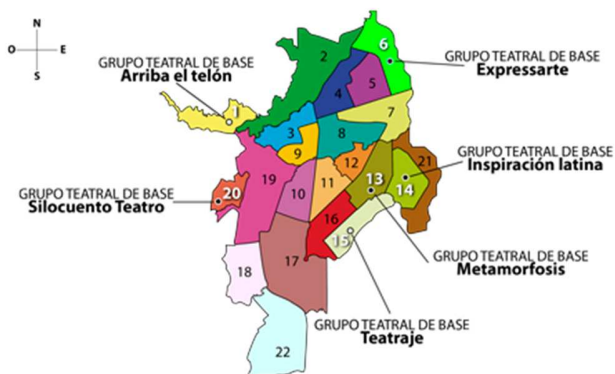 N
O E
S
GRUPO TEATRAL DE BASE
Arriba el telón
GRUPO TEATRAL DE BASE
Expressarte
GRUPO TEATRAL DE BASE
Inspiración latina
GRUPO TEATRAL DE BASE
Silocuento Teatro
GRUPO TEATRAL DE BASE
Metamorfosis
GRUPO TEATRAL DE BASE
Teatraje
6
2
4
5
1
7
3
8
9
12
21
19
20
13
14
10
11
16
15
17
18
22